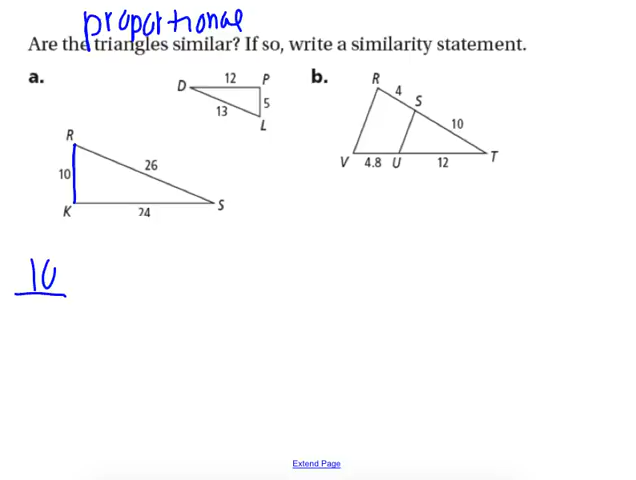 proportional
Are the triangles similar? If so, write a similarity statement.
a.
12
D
P
5
13
L
b.
R
4
S
10
T
V
4.8
U
12
R
10
26
K
24
S
10
Extend Page